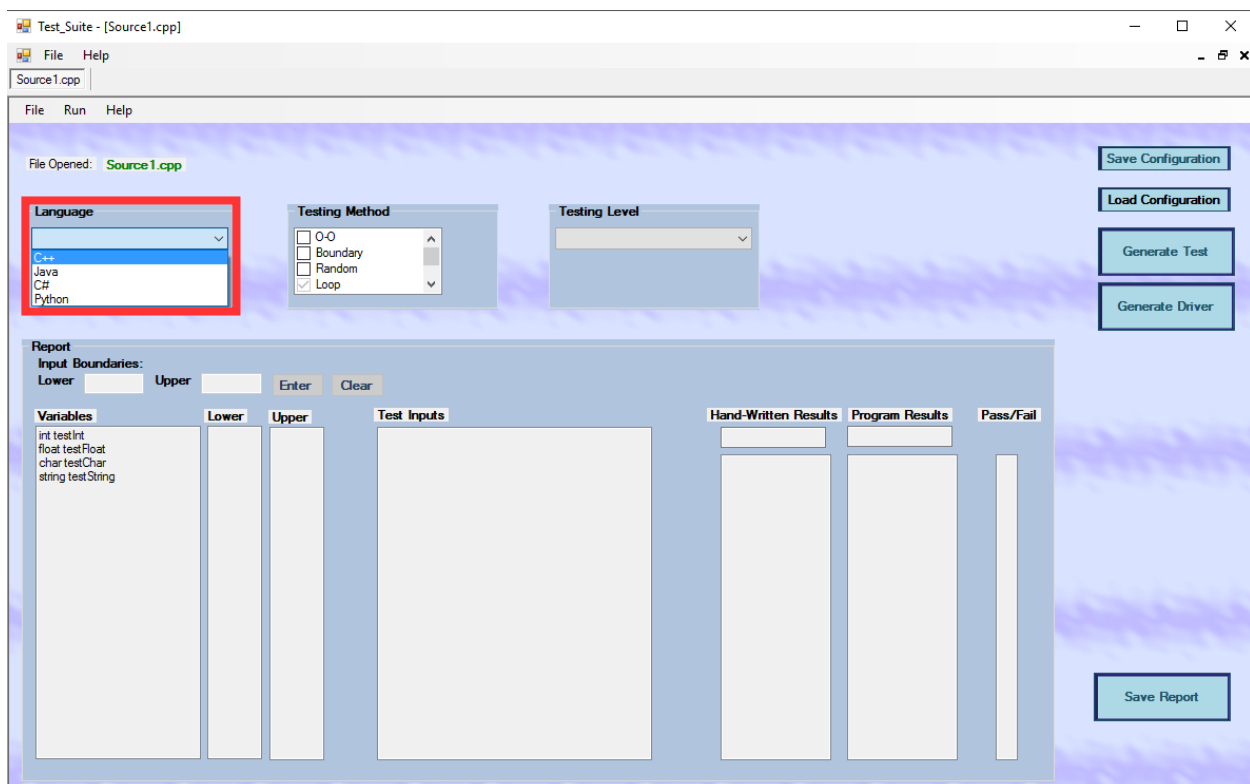 Test_Suite - [Source1.cpp]
File Help
Source1.cpp
File Run Help
File Opened: Source1.cpp
Save Configuration
Load Configuration
Generate Test
Generate Driver
Language
C++
Java
C#
Python
Testing Method
O-O
Boundary
Random
Loop
Testing Level
Report
Input Boundaries:
Lower Upper Enter Clear
Variables Lower Upper Test Inputs Hand-Written Results Program Results Pass/Fail
int testInt
float testFloat
char testChar
string testString
Save Report